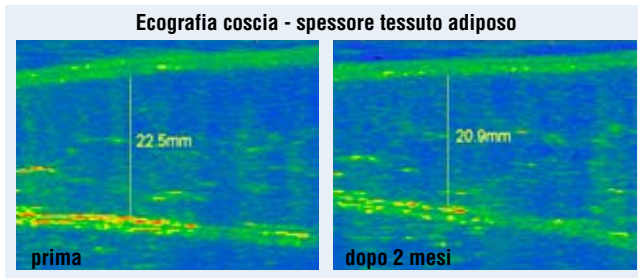 Ecografia coscia - spessore tessuto adiposo
22.5mm
20.9mm
prima
dopo 2 mesi